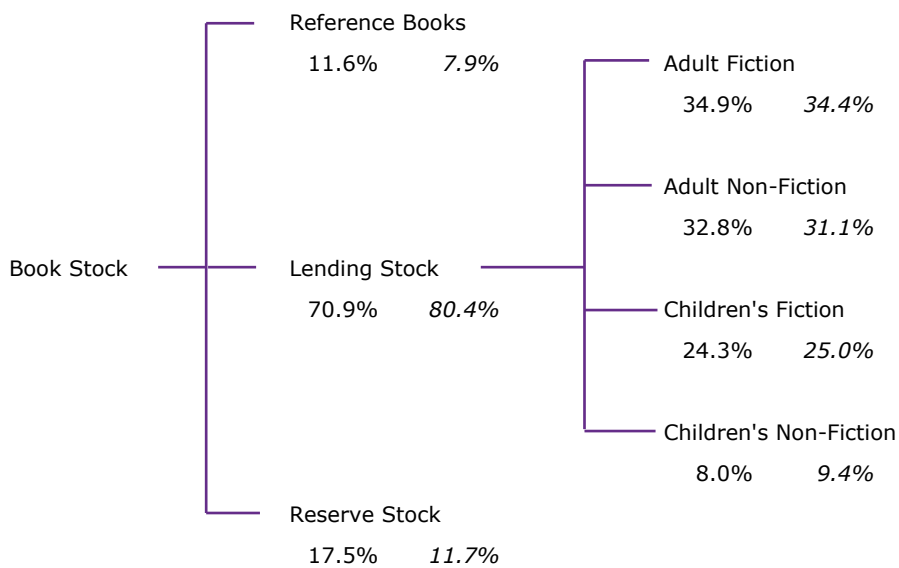 Reference Books
11.6% 7.9%
Adult Fiction
34.9% 34.4%
Adult Non-Fiction
32.8% 31.1%
Book Stock
Lending Stock
70.9% 80.4%
Children's Fiction
24.3% 25.0%
Children's Non-Fiction
8.0% 9.4%
Reserve Stock
17.5% 11.7%